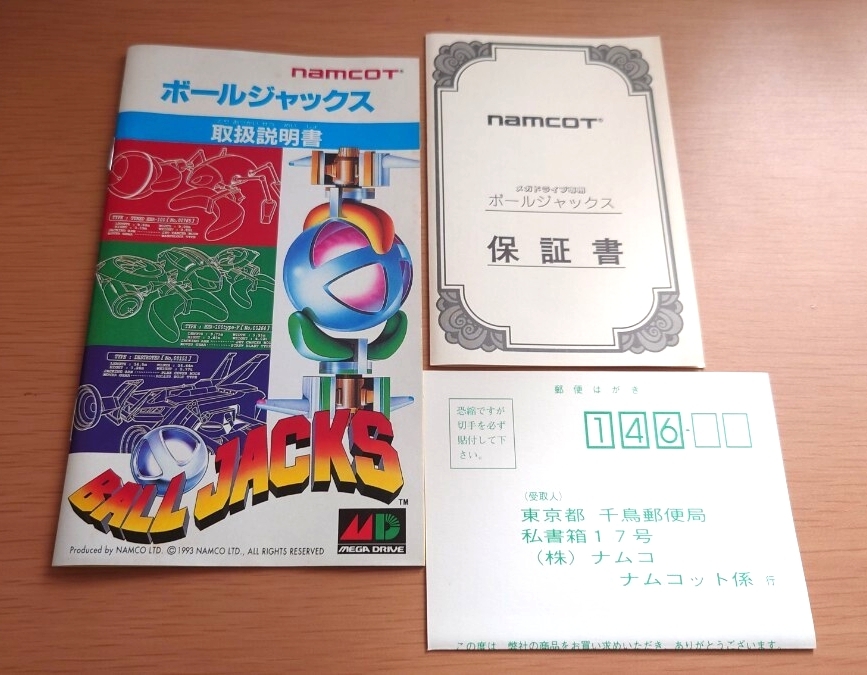 namcoT®
ボールジャックス
取扱説明書
BALL JACKS
TM
MEGA DRIVE
Produced by NAMCO LTD. ©1993 NAMCO LTD., ALL RIGHTS RESERVED
namcoT®
メガドライブ専用
ボールジャックス
保証書
郵便はがき
恐縮ですが
切手を必ず
貼付して下
さい。
146-
(受取人)
東京都 千鳥郵便局
私書箱17号
(株)ナムコ
ナムコット係 行
この度は、弊社の商品をお買い求めいただき、ありがとうございます。